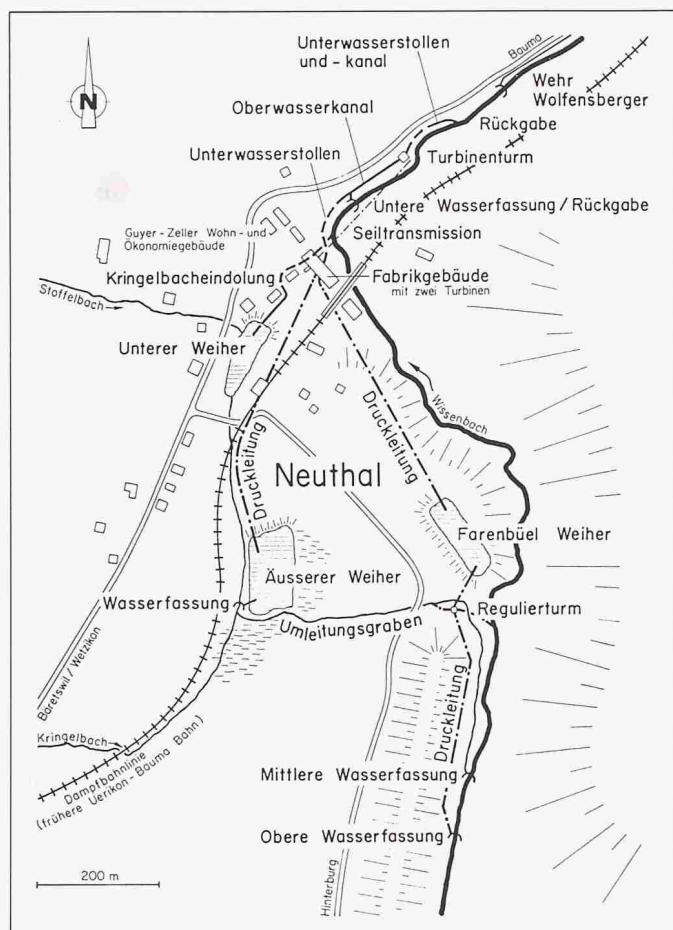 Unterwasserstollen
und - kanal
Bauma
Wehr
Wolfensberger
N
Oberwasserkanal
Rückgabe
Unterwasserstollen
Turbinenturm
Untere Wasserfassung/Rückgabe
Guyer - Zeller Wohn - und
Ökonomiegebäude
Seiltransmission
Kringelbacheindolung
Fabrikgebäude
mit zwei Turbinen
Stoffelbach
Unterer Weiher
Wissenbach
Druckleitung
Druckleitung
Neuthal
Farenbüel Weiher
Äusserer Weiher
Wasserfassung
Regulierturm
Umleitungsgraben
Bäretswil / Wetzikon
Druckleitung
Kringelbach
Dampfbahnlinie
(frühere Uerikon - Bauma Bahn)
Mittlere Wasserfassung
Obere Wasserfassung
200 m
Hinterburg